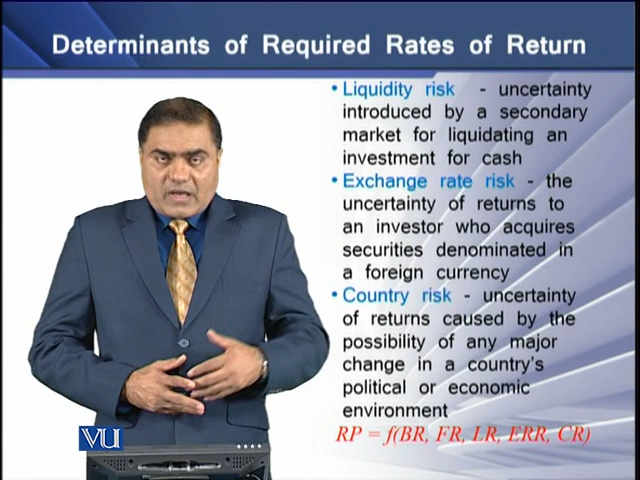 Determinants of Required Rates of Return
• Liquidity risk - uncertainty
introduced by a secondary
market for liquidating an
investment for cash
• Exchange rate risk - the
uncertainty of returns to
an investor who acquires
securities denominated in
a foreign currency
• Country risk - uncertainty
of returns caused by the
possibility of any major
change in a country's
political or economic
environment
RP = f(BR, FR, LR, ERR, CR)
VU